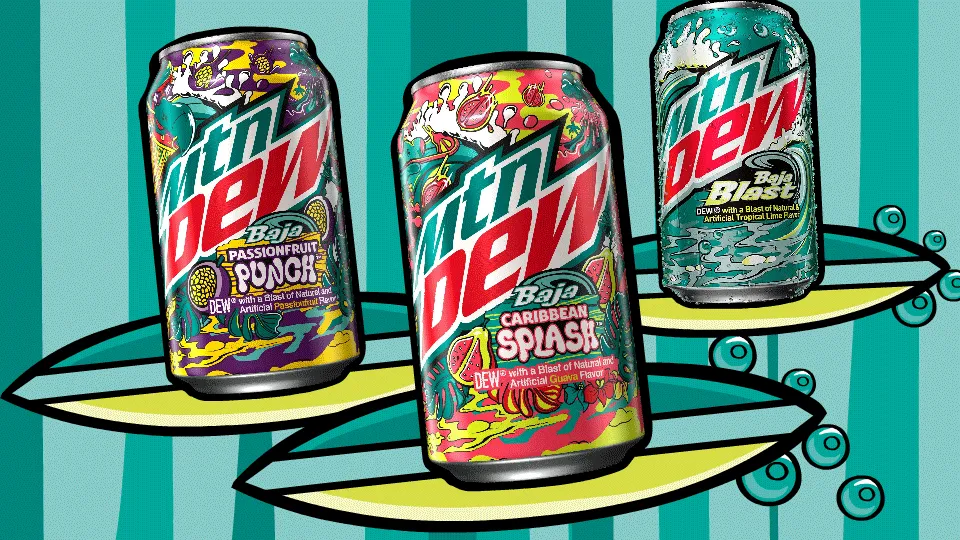 Mtn
Dew
Baja
PASSIONFRUIT
PUNCH™
DEW® with a Blast of Natural and
Artificial Passionfruit Flavor
Mtn
Dew
Baja
CARIBBEAN
SPLASH™
DEW® with a Blast of Natural and
Artificial Guava Flavor
Mtn
Dew
Baja
Blast
DEW® with a Blast of Natural &
Artificial Tropical Lime Flavor